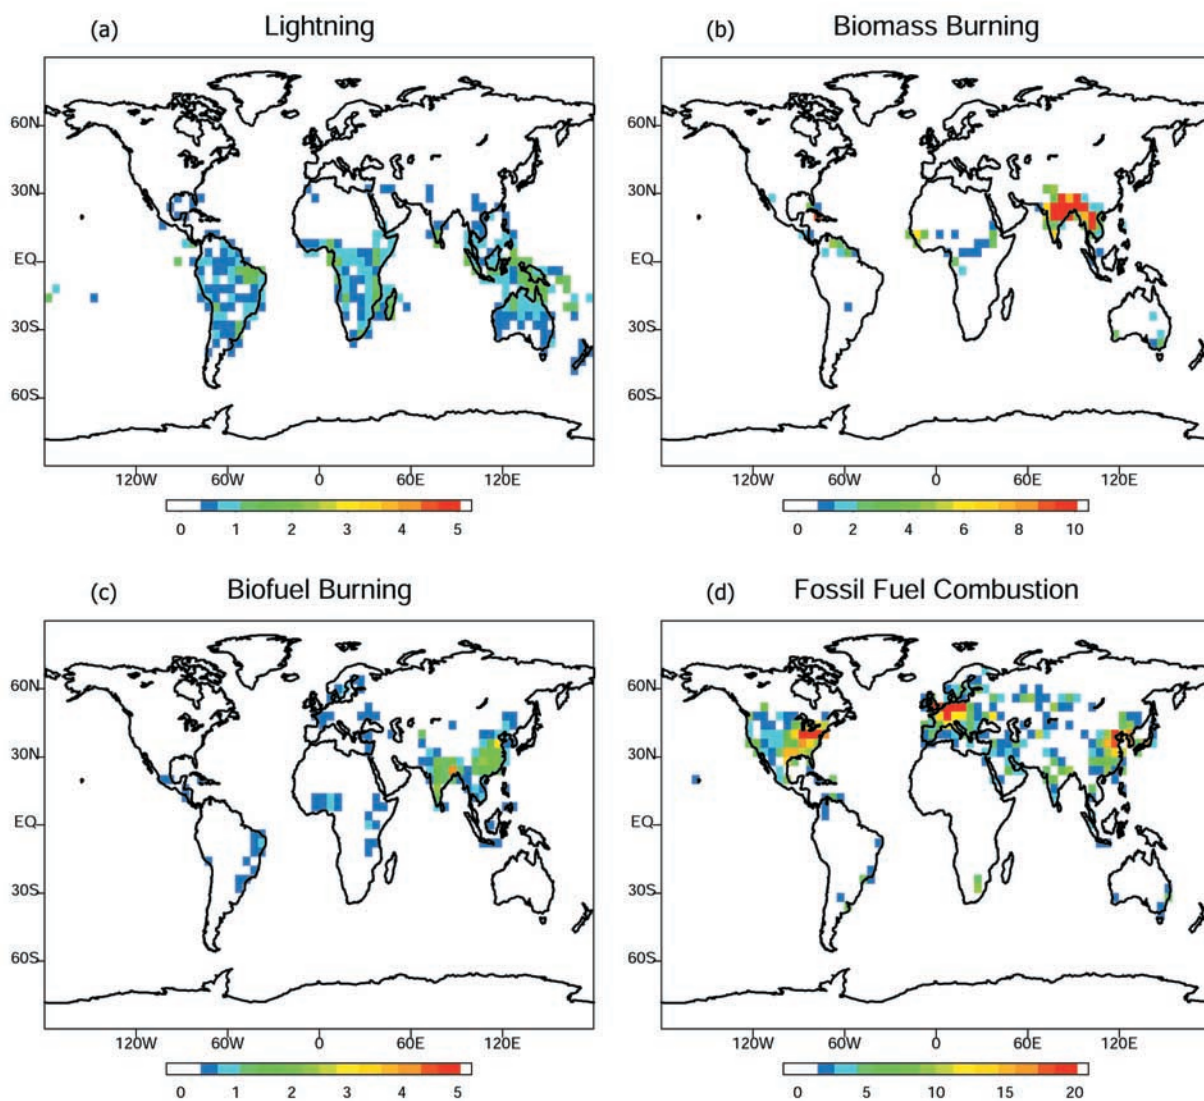 (a) Lightning
60N
30N
EQ
30S
60S
120W 60W 0 60E 120E
0 1 2 3 4 5
(b) Biomass Burning
60N
30N
EQ
30S
60S
120W 60W 0 60E 120E
0 2 4 6 8 10
(c) Biofuel Burning
60N
30N
EQ
30S
60S
120W 60W 0 60E 120E
0 1 2 3 4 5
(d) Fossil Fuel Combustion
60N
30N
EQ
30S
60S
120W 60W 0 60E 120E
0 5 10 15 20